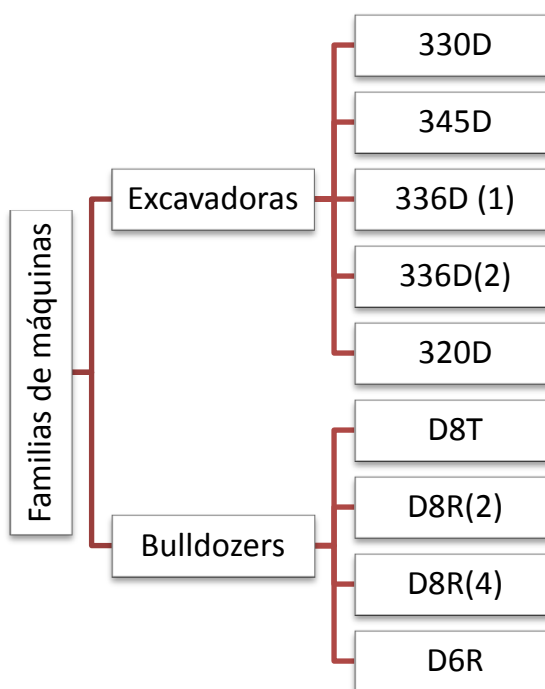 Familias de máquinas
Excavadoras
330D
345D
336D (1)
336D(2)
320D
Bulldozers
D8T
D8R(2)
D8R(4)
D6R